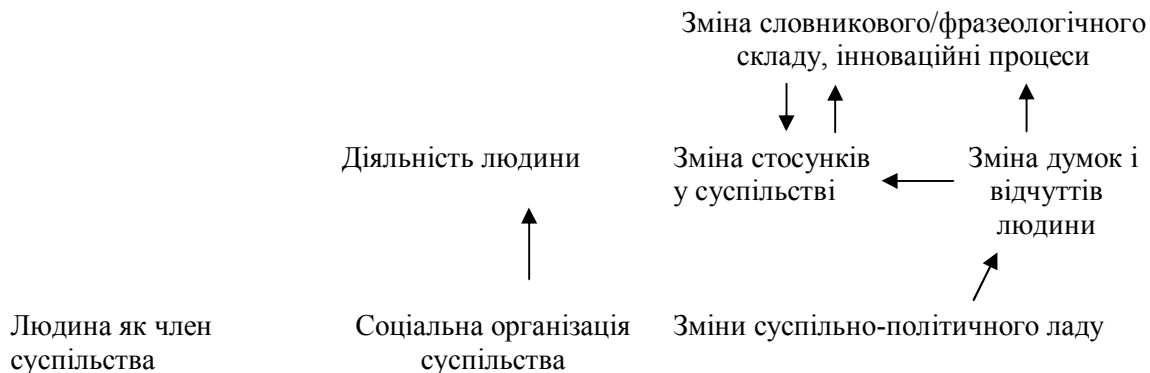 Зміна словникового/фразеологічного
складу, інноваційні процеси
Діяльність людини
Зміна стосунків
у суспільстві
Зміна думок і
відчуттів
людини
Людина як член
суспільства
Соціальна організація
суспільства
Зміни суспільно-політичного ладу